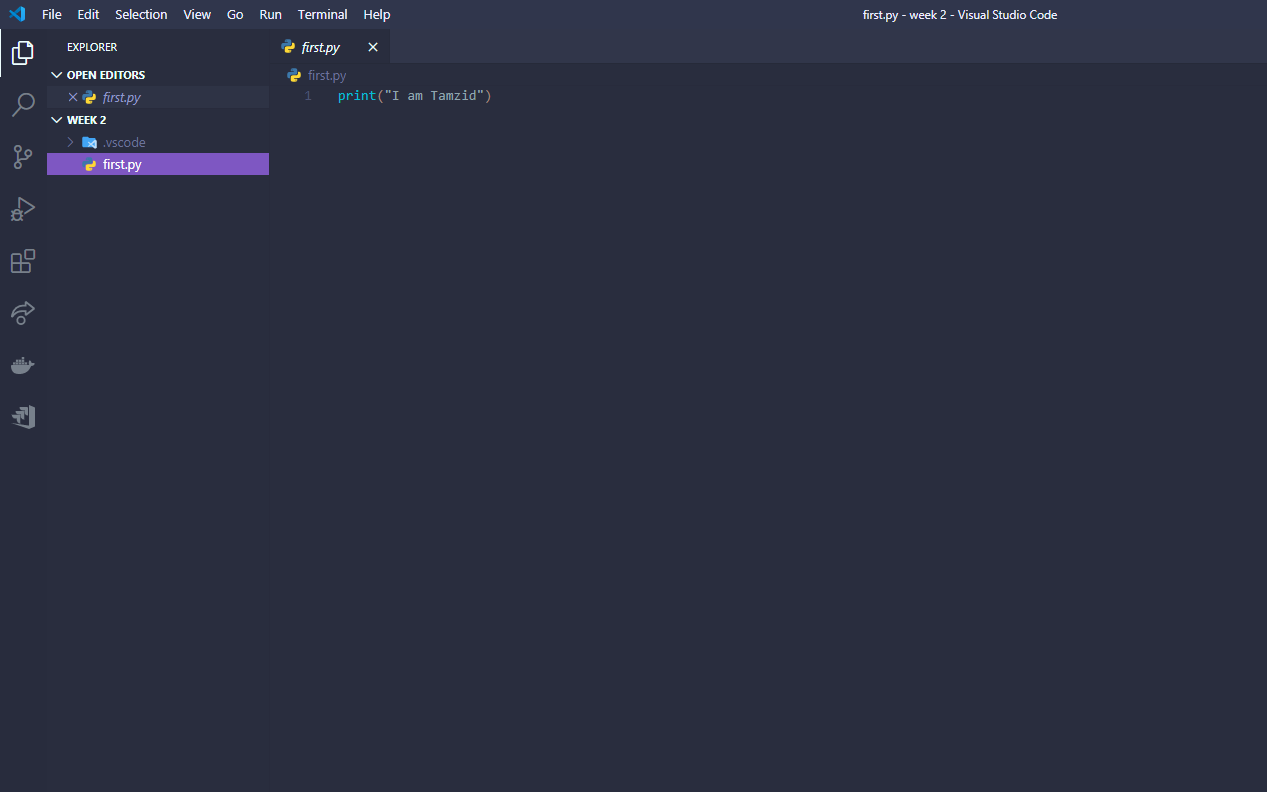 File Edit Selection View Go Run Terminal Help first.py - week 2 - Visual Studio Code
EXPLORER
OPEN EDITORS
first.py
WEEK 2
.vscode
first.py
first.py
first.py
1 print("I am Tamzid")